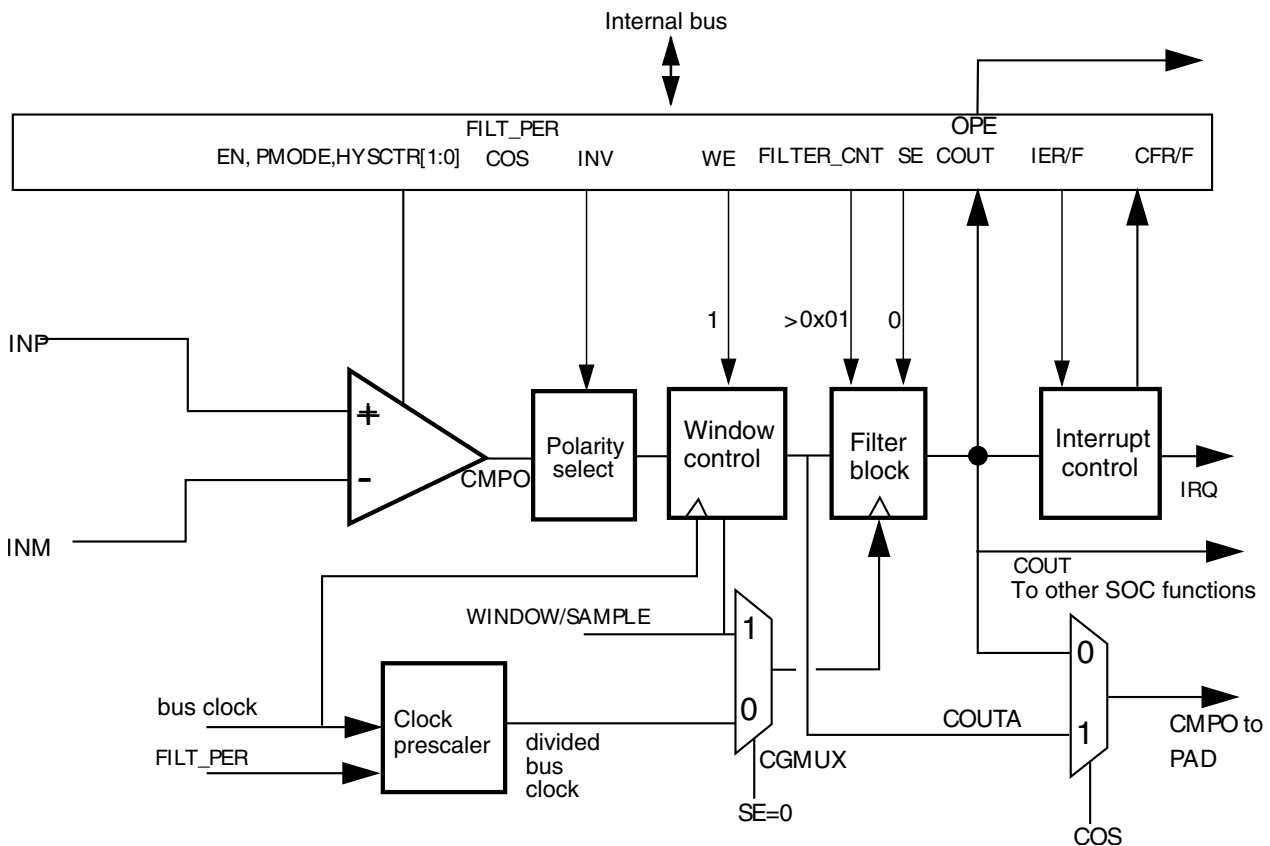 Internal bus
FILT_PER
OPE
EN, PMODE,HYSCTR[1:0]
COS
INV
WE
FILTER_CNT
SE
COUT
IER/F
CFR/F
1
>0x01
0
INP
+
-
CMPO
Polarity
select
Window
control
Filter
block
Interrupt
control
IRQ
INM
COUT
To other SOC functions
WINDOW/SAMPLE
1
0
0
1
bus clock
FILT_PER
Clock
prescaler
divided
bus
clock
CGMUX
SE=0
COUTA
CMPO to
PAD
COS